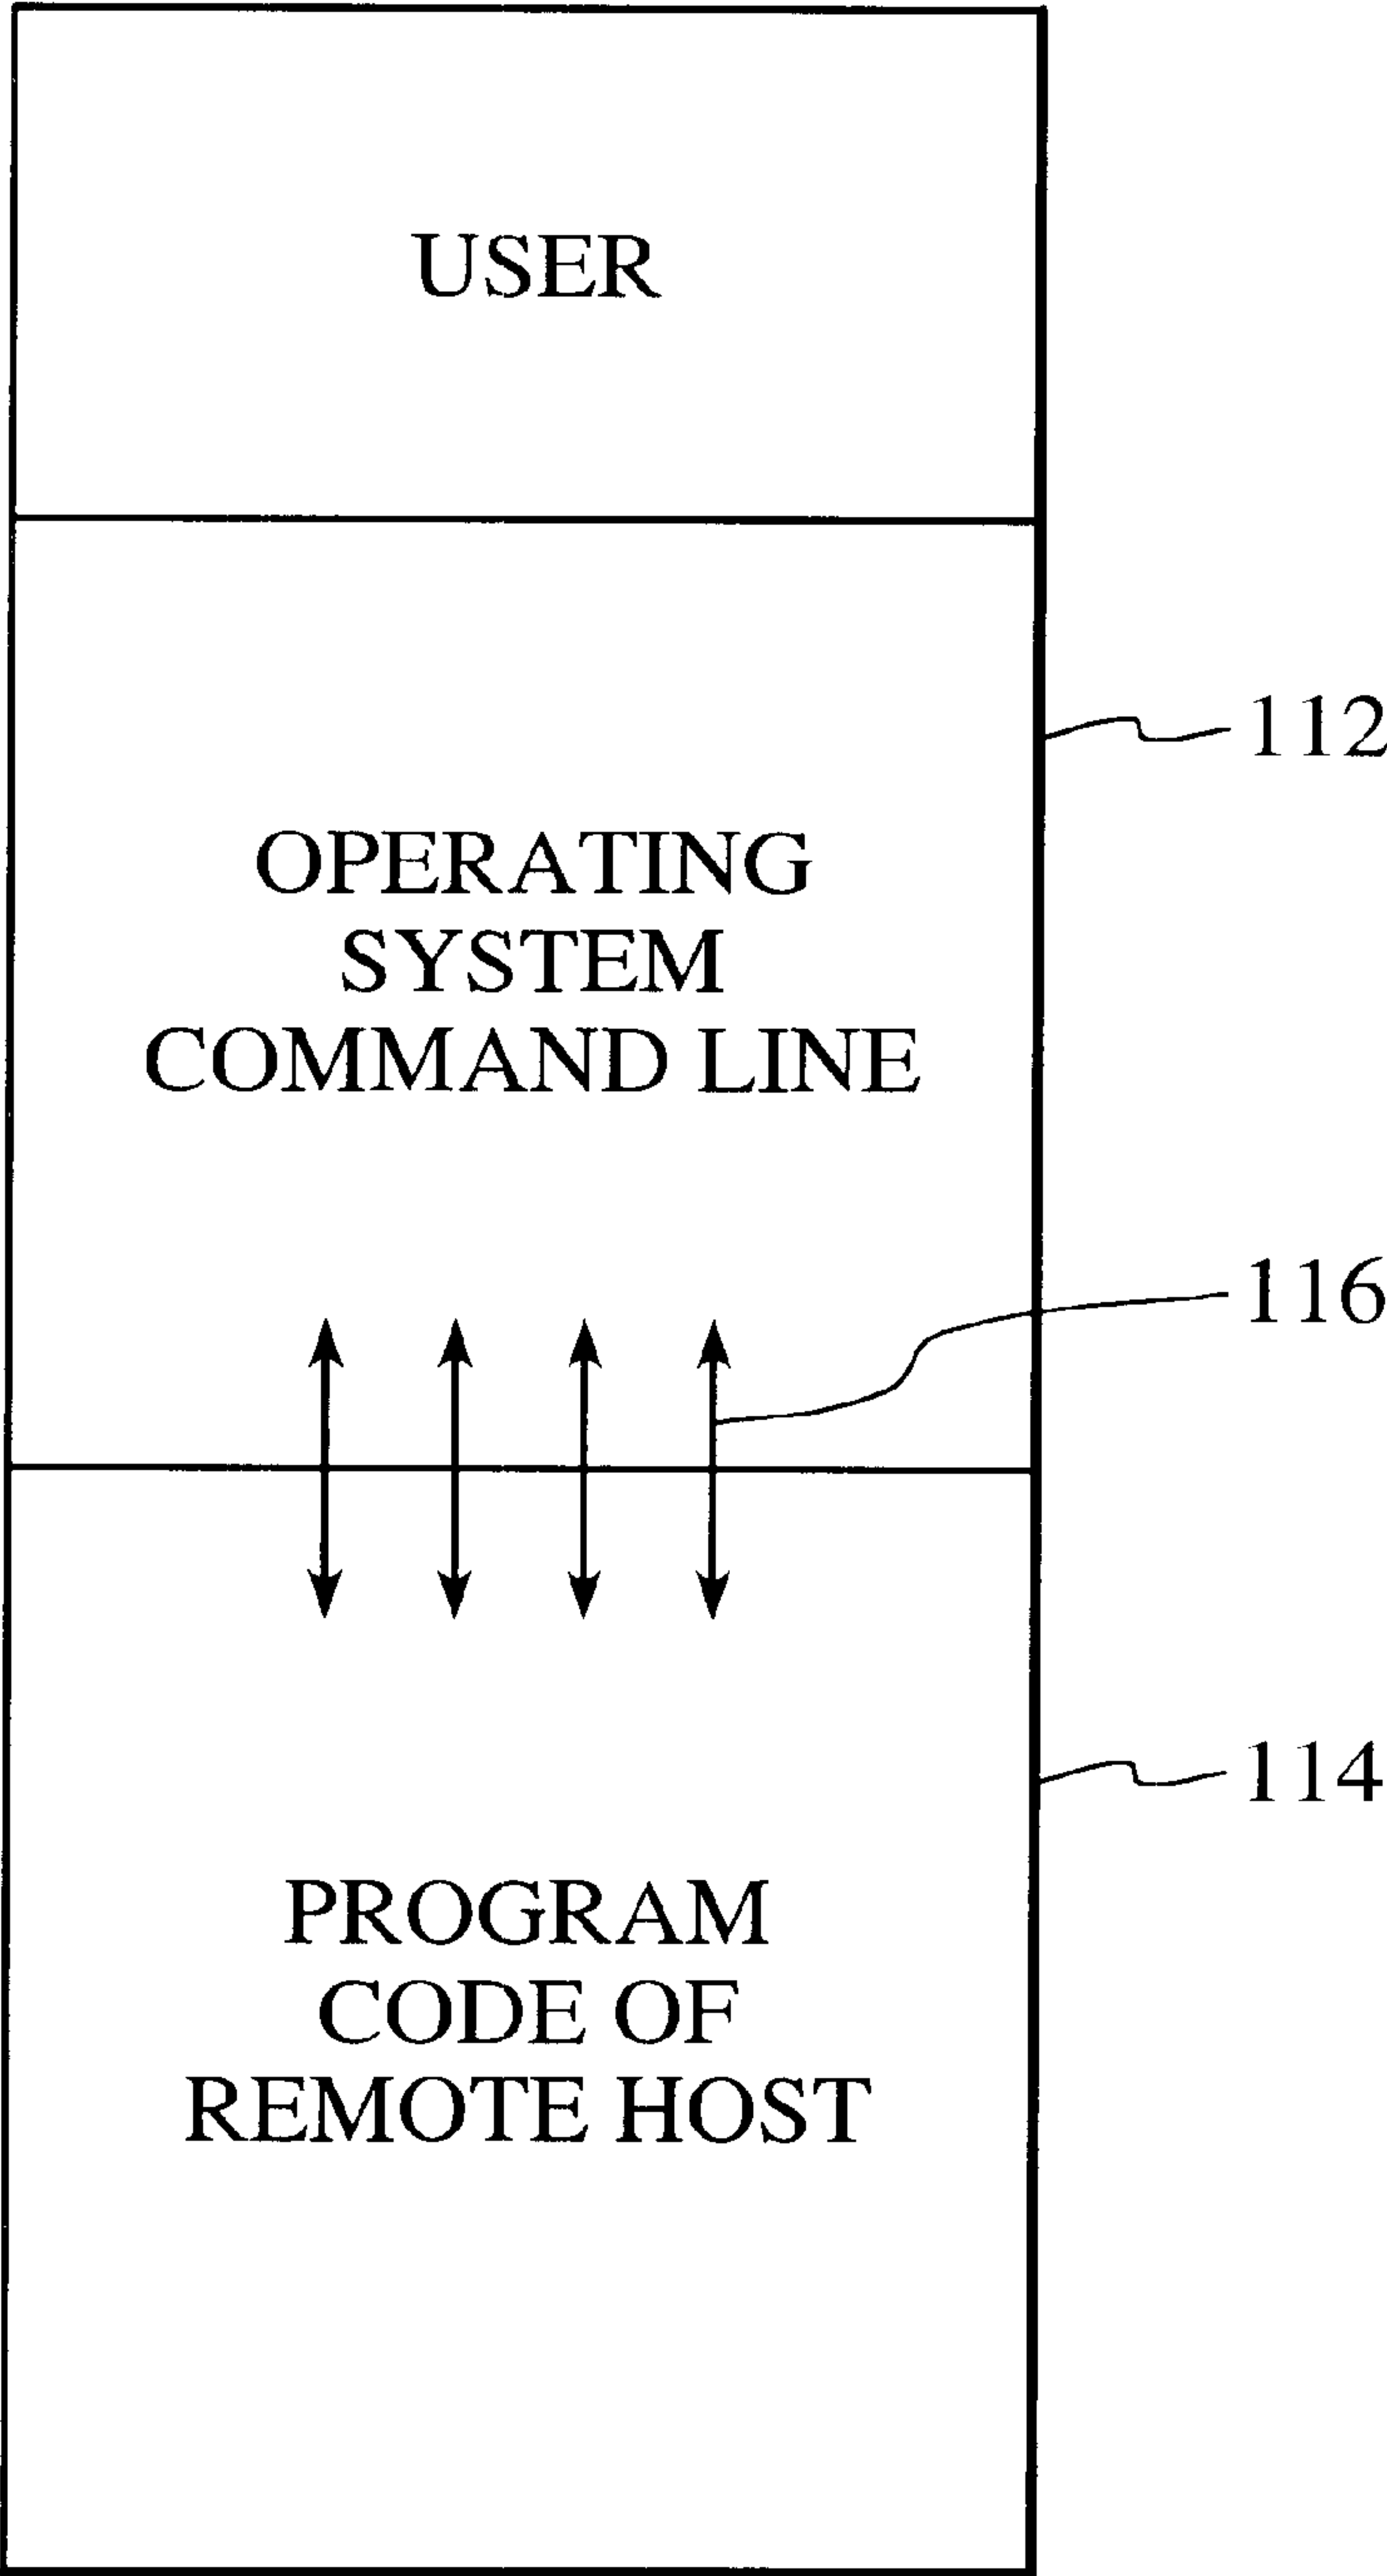 USER
112
OPERATING
SYSTEM
COMMAND LINE
116
114
PROGRAM
CODE OF
REMOTE HOST